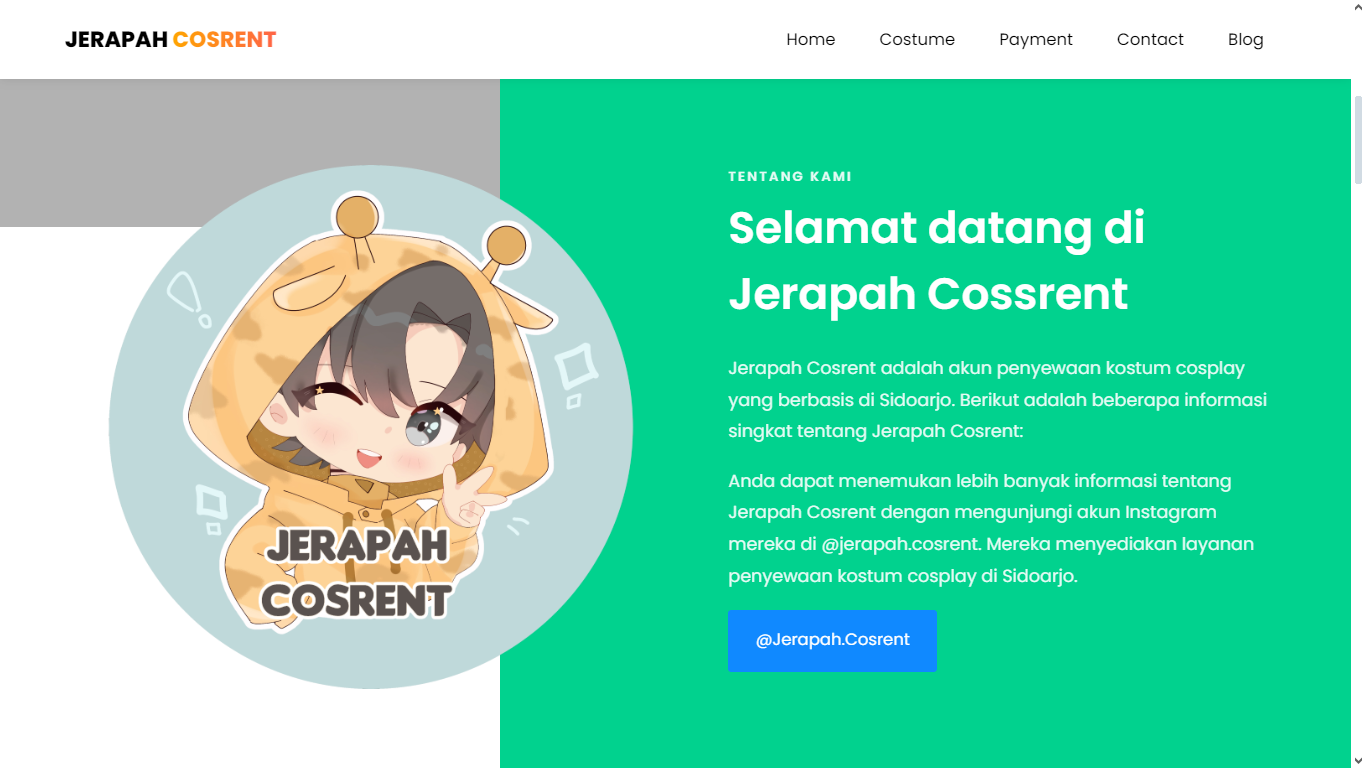 JERAPAH COSRENT
Home Costume Payment Contact Blog
JERAPAH
COSRENT
TENTANG KAMI
Selamat datang di
Jerapah Cossrent
Jerapah Cosrent adalah akun penyewaan kostum cosplay
yang berbasis di Sidoarjo. Berikut adalah beberapa informasi
singkat tentang Jerapah Cosrent:
Anda dapat menemukan lebih banyak informasi tentang
Jerapah Cosrent dengan mengunjungi akun Instagram
mereka di @jerapah.cosrent. Mereka menyediakan layanan
penyewaan kostum cosplay di Sidoarjo.
@Jerapah.Cosrent